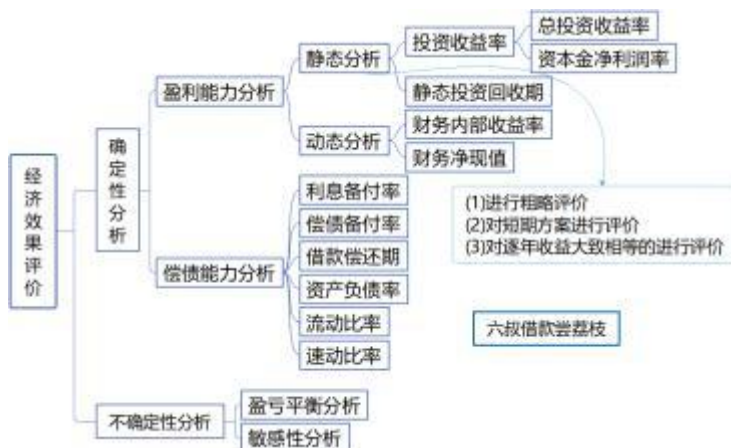 经济效果评价
确定性分析
盈利能力分析
静态分析
投资收益率
总投资收益率
资本金净利润率
静态投资回收期
动态分析
财务内部收益率
财务净现值
(1)进行粗略评价
(2)对短期方案进行评价
(3)对逐年收益大致相等的进行评价
偿债能力分析
利息备付率
偿债备付率
借款偿还期
资产负债率
流动比率
速动比率
六叔借款尝荔枝
不确定性分析
盈亏平衡分析
敏感性分析